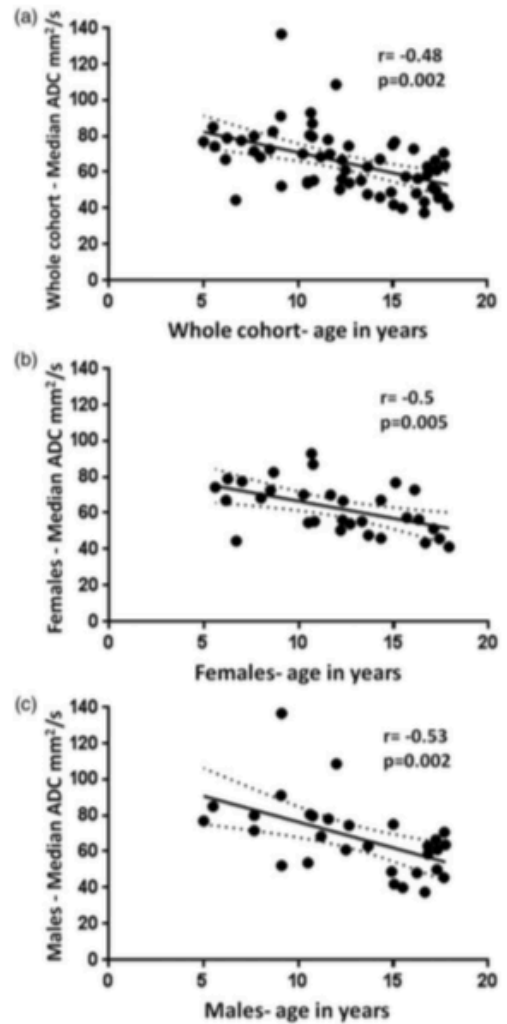 (a)
Whole cohort - Median ADC mm²/s
140
120
100
80
60
40
20
0
r= -0.48
p=0.002
0 5 10 15 20
Whole cohort- age in years
(b)
Females - Median ADC mm²/s
140
120
100
80
60
40
20
0
r= -0.5
p=0.005
0 5 10 15 20
Females- age in years
(c)
Males - Median ADC mm²/s
140
120
100
80
60
40
20
0
r= -0.53
p=0.002
0 5 10 15 20
Males- age in years